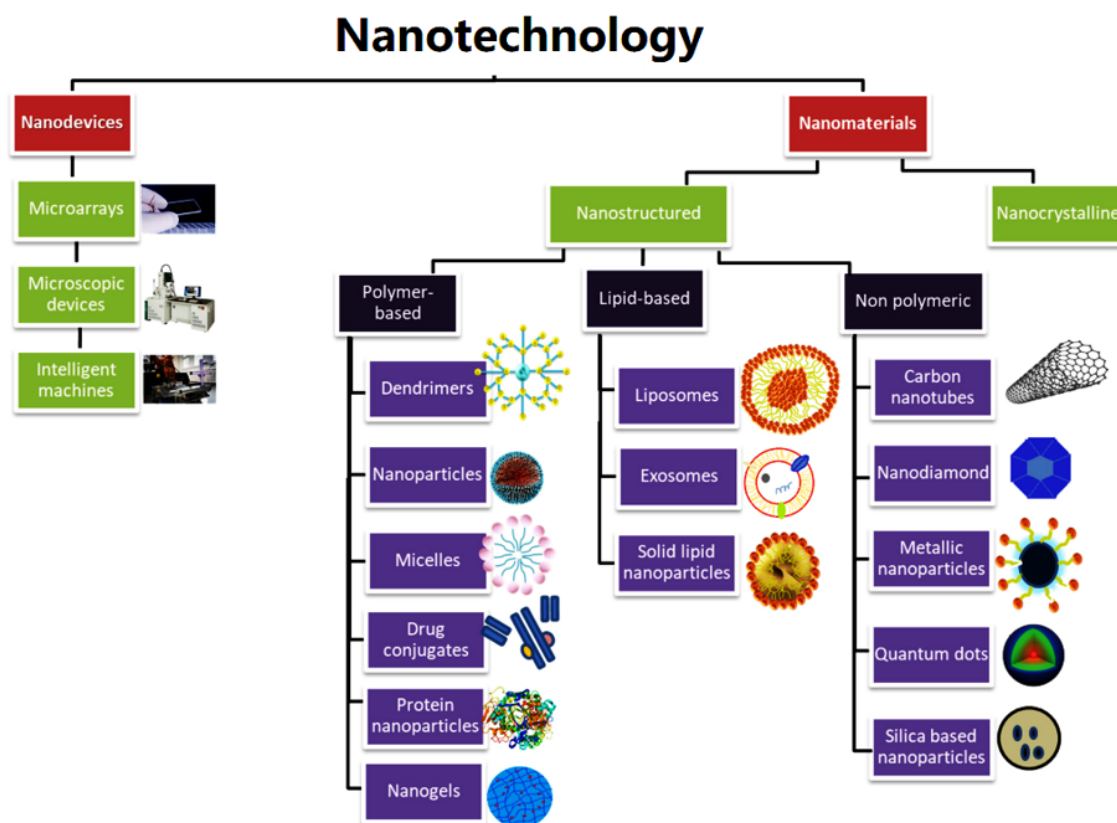 Nanotechnology
Nanodevices
Nanomaterials
Microarrays
Nanostructured
Nanocrystalline
Microscopic
devices
Polymer-
based
Lipid-based
Non polymeric
Intelligent
machines
Dendrimers
Liposomes
Carbon
nanotubes
Nanoparticles
Exosomes
Nanodiamond
Micelles
Solid lipid
nanoparticles
Metallic
nanoparticles
Drug
conjugates
Quantum dots
Protein
nanoparticles
Silica based
nanoparticles
Nanogels